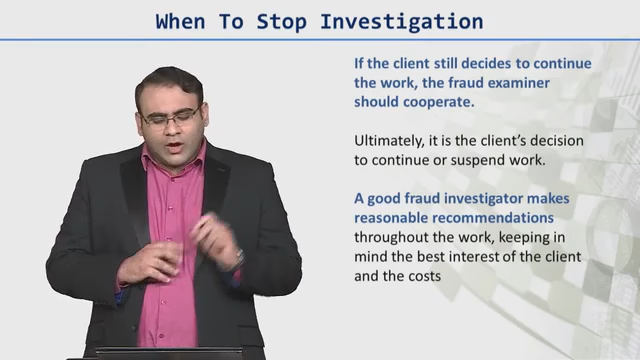 When To Stop Investigation
If the client still decides to continue
the work, the fraud examiner
should cooperate.
Ultimately, it is the client's decision
to continue or suspend work.
A good fraud investigator makes
reasonable recommendations
throughout the work, keeping in
mind the best interest of the client
and the costs